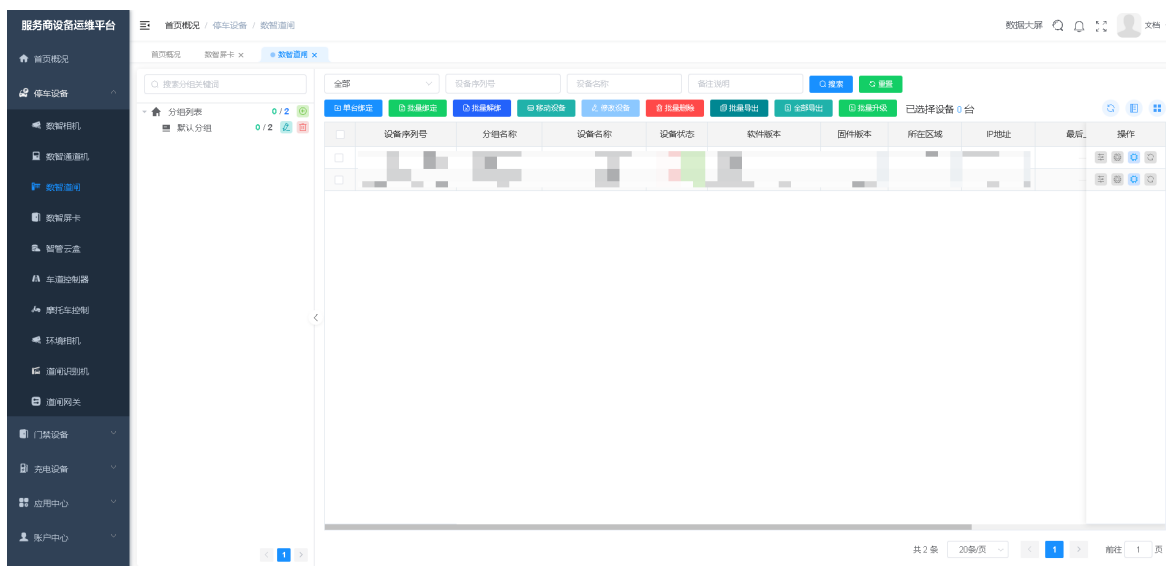 服务商设备运维平台
首页概况 / 停车设备 / 数智道闸
数据大屏
文档
首页概况
数智屏卡 ×
数智道闸 ×
首页概况
停车设备
数智相机
数智通道机
数智道闸
数智屏卡
智管云盒
车道控制器
摩托车控制
环境相机
道闸识别机
道闸网关
门禁设备
充电设备
应用中心
账户中心
搜索分组关键词
分组列表 0 / 2
默认分组 0 / 2
1
全部
设备序列号
设备名称
备注说明
搜索
重置
单台绑定
批量绑定
批量解绑
移动设备
修改设备
批量删除
批量导出
全部导出
批量升级
已选择设备 0 台
设备序列号 分组名称 设备名称 设备状态 软件版本 固件版本 所在区域 IP地址 最后_ 操作
共 2 条 20条/页 1 前往 1 页